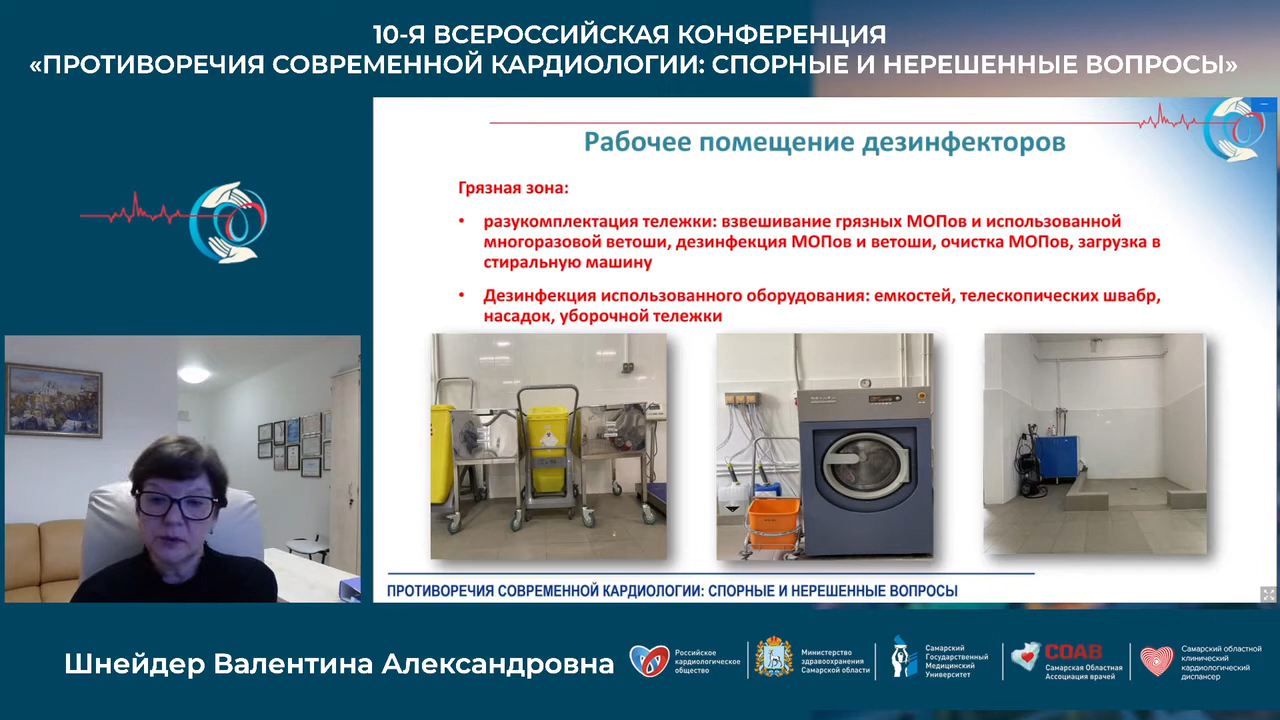 10-Я ВСЕРОССИЙСКАЯ КОНФЕРЕНЦИЯ
«ПРОТИВОРЕЧИЯ СОВРЕМЕННОЙ КАРДИОЛОГИИ: СПОРНЫЕ И НЕРЕШЕННЫЕ ВОПРОСЫ»
Рабочее помещение дезинфекторов
Грязная зона:
• разукомплектация тележки: взвешивание грязных МОПов и использованной
многоразовой ветоши, дезинфекция МОПов и ветоши, очистка МОПов, загрузка в
стиральную машину
• Дезинфекция использованного оборудования: емкостей, телескопических швабр,
насадок, уборочной тележки
ПРОТИВОРЕЧИЯ СОВРЕМЕННОЙ КАРДИОЛОГИИ: СПОРНЫЕ И НЕРЕШЕННЫЕ ВОПРОСЫ
Шнейдер Валентина Александровна
Российское
кардиологическое
общество
Министерство
здравоохранения
Самарской области
Самарский
Государственный
Медицинский
Университет
СОАВ
Самарская Областная
Ассоциация врачей
Самарский областной
клинический
кардиологический
диспансер